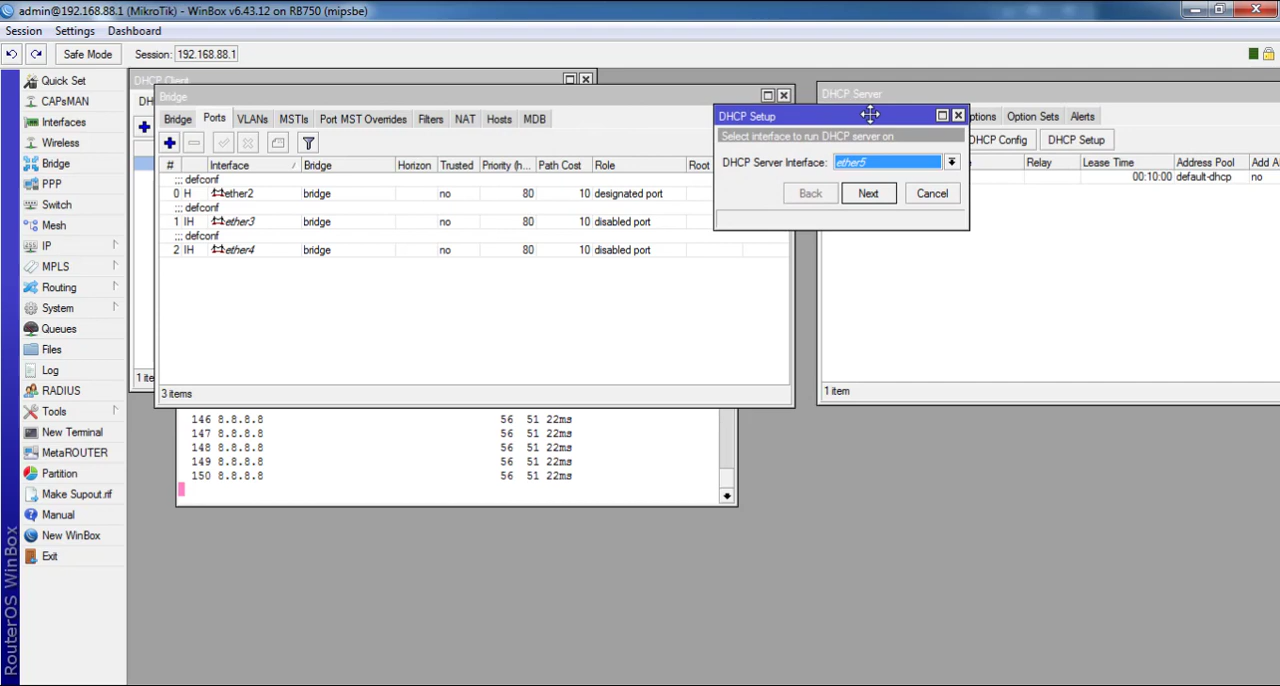 admin@192.168.88.1 (MikroTik) - WinBox v6.43.12 on RB750 (mipsbe)
Session Settings Dashboard
Safe Mode Session: 192.168.88.1
Quick Set
CAPsMAN
Interfaces
Wireless
Bridge
PPP
Switch
Mesh
IP
MPLS
Routing
System
Queues
Files
Log
RADIUS
Tools
New Terminal
MetaROUTER
Partition
Make Supout.rif
Manual
New WinBox
Exit
RouterOS WinBox
DHCP Client
DH
1 ite
Bridge
Bridge Ports VLANs MSTIs Port MST Overrides Filters NAT Hosts MDB
# Interface / Bridge Horizon Trusted Priority (h... Path Cost Role Root
;;; defconf
0 H ether2 bridge no 80 10 designated port
;;; defconf
1 IH ether3 bridge no 80 10 disabled port
;;; defconf
2 IH ether4 bridge no 80 10 disabled port
3 items
146 8.8.8.8 56 51 22ms
147 8.8.8.8 56 51 22ms
148 8.8.8.8 56 51 22ms
149 8.8.8.8 56 51 22ms
150 8.8.8.8 56 51 22ms
DHCP Setup
Select interface to run DHCP server on
DHCP Server Interface: ether5
Back Next Cancel
DHCP Server
ptions Option Sets Alerts
DHCP Config DHCP Setup
Relay Lease Time Address Pool Add A
00:10:00 default-dhcp no
1 item